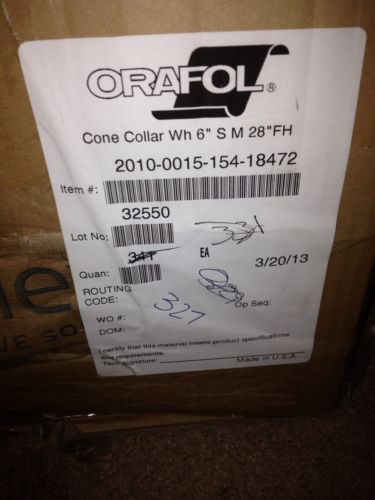 ORAFOL®
Cone Collar Wh 6" S M 28"FH
2010-0015-154-18472
Item #:
32550
Lot No:
341
331
EA
3/20/13
Quan:
ROUTING
CODE:
327
Op Seq:
WO #:
DOM:
I certify that this material meets product specifications
and requirements.
Tech signature:
Made in U.S.A.